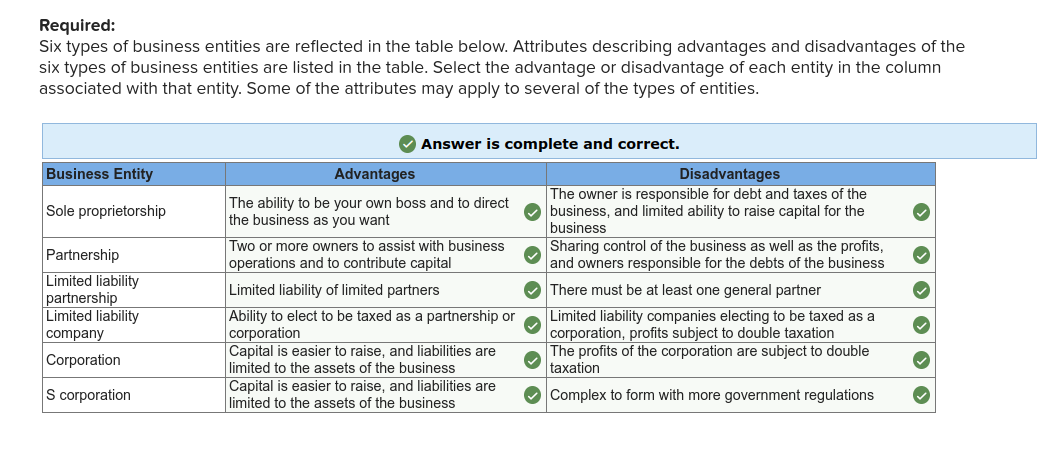 Required:
Six types of business entities are reflected in the table below. Attributes describing advantages and disadvantages of the
six types of business entities are listed in the table. Select the advantage or disadvantage of each entity in the column
associated with that entity. Some of the attributes may apply to several of the types of entities.
Answer is complete and correct.
Business Entity
Advantages
Disadvantages
Sole proprietorship
The ability to be your own boss and to direct
the business as you want
The owner is responsible for debt and taxes of the
business, and limited ability to raise capital for the
business
Partnership
Two or more owners to assist with business
operations and to contribute capital
Sharing control of the business as well as the profits,
and owners responsible for the debts of the business
Limited liability
partnership
Limited liability of limited partners
There must be at least one general partner
Limited liability
company
Ability to elect to be taxed as a partnership or
corporation
Limited liability companies electing to be taxed as a
corporation, profits subject to double taxation
Corporation
Capital is easier to raise, and liabilities are
limited to the assets of the business
The profits of the corporation are subject to double
taxation
S corporation
Capital is easier to raise, and liabilities are
limited to the assets of the business
Complex to form with more government regulations